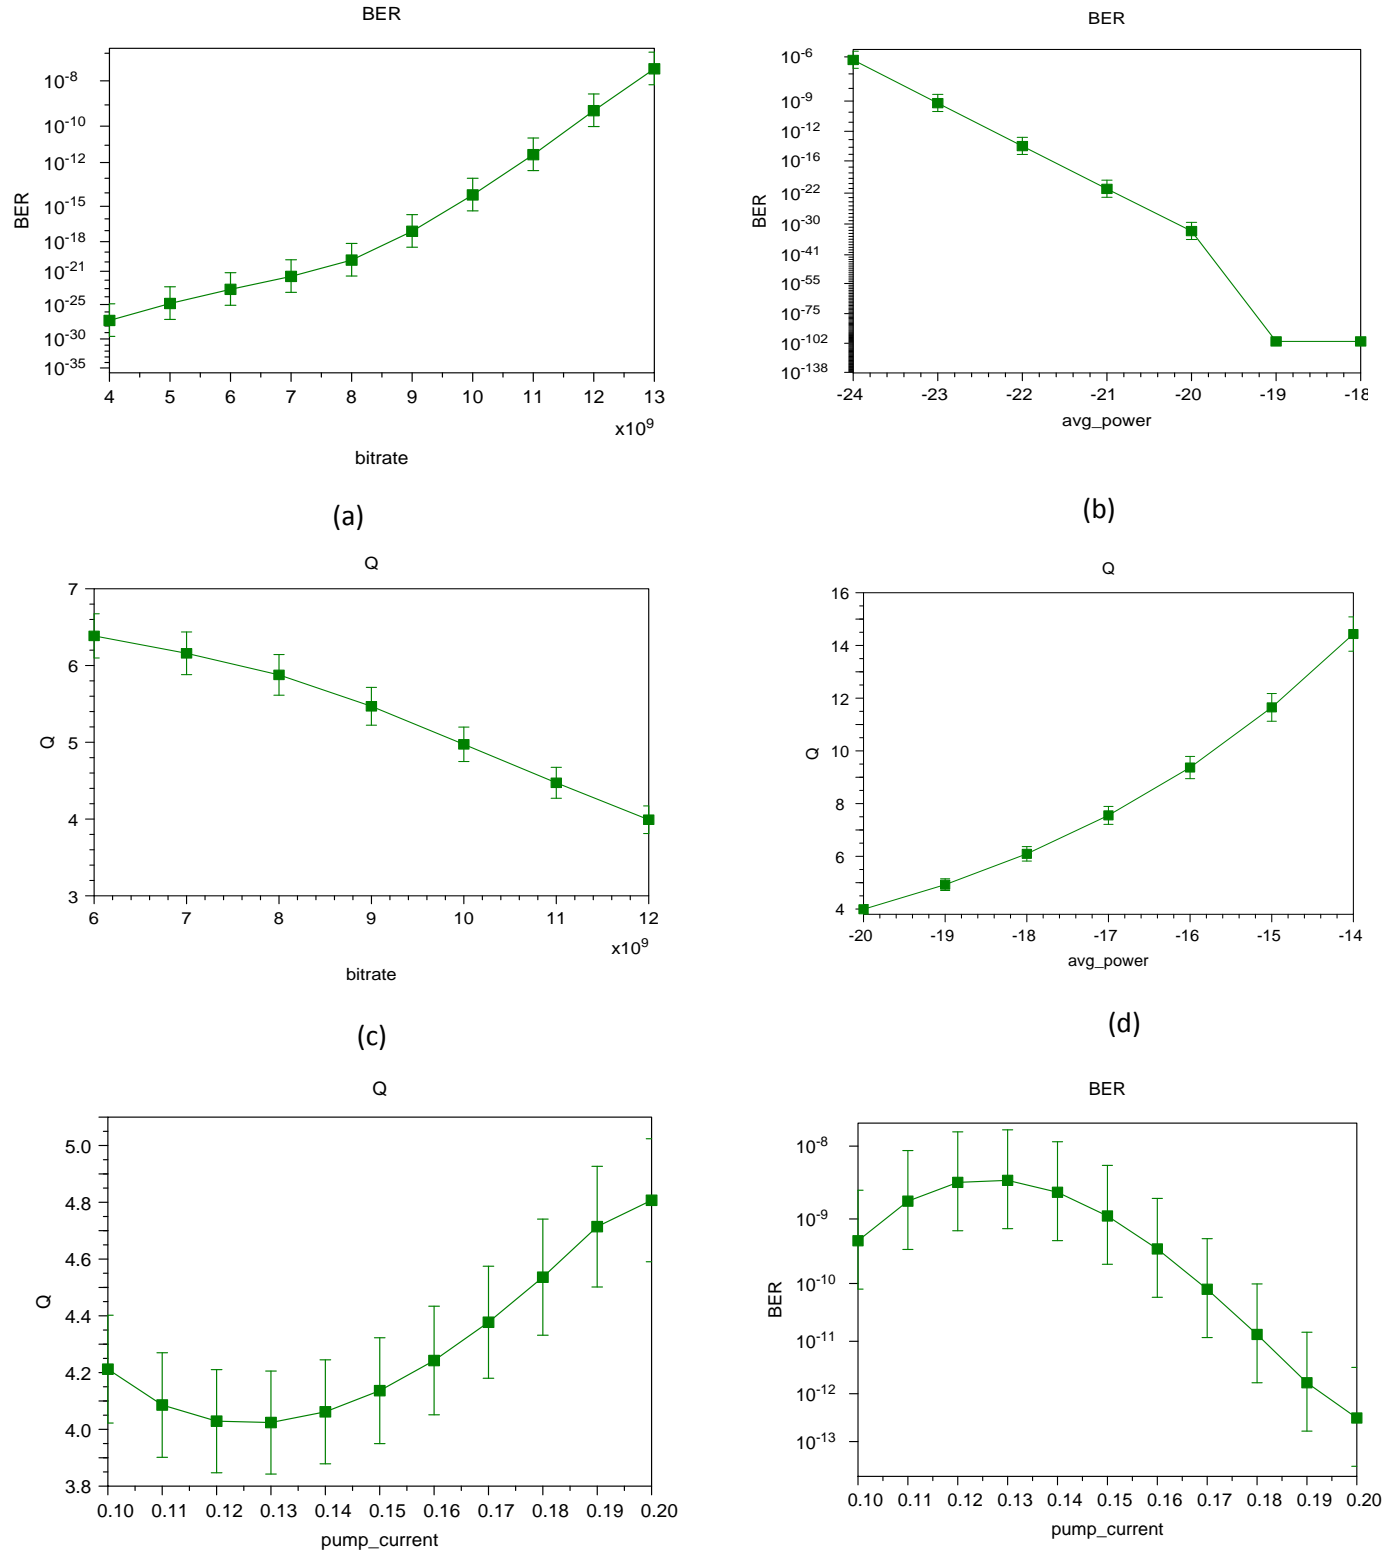 BER
10-8
10-10
10-12
10-15
10-18
10-21
10-25
10-30
10-35
BER
4 5 6 7 8 9 10 11 12 13
x109
bitrate
(a)
BER
10-6
10-9
10-12
10-16
10-22
10-30
10-41
10-55
10-75
10-102
10-138
BER
-24 -23 -22 -21 -20 -19 -18
avg_power
(b)
Q
7
6
5
4
3
Q
6 7 8 9 10 11 12
x109
bitrate
(c)
Q
16
14
12
10
8
6
4
Q
-20 -19 -18 -17 -16 -15 -14
avg_power
(d)
Q
5.0
4.8
4.6
4.4
4.2
4.0
3.8
Q
0.10 0.11 0.12 0.13 0.14 0.15 0.16 0.17 0.18 0.19 0.20
pump_current
BER
10-8
10-9
10-10
10-11
10-12
10-13
BER
0.10 0.11 0.12 0.13 0.14 0.15 0.16 0.17 0.18 0.19 0.20
pump_current